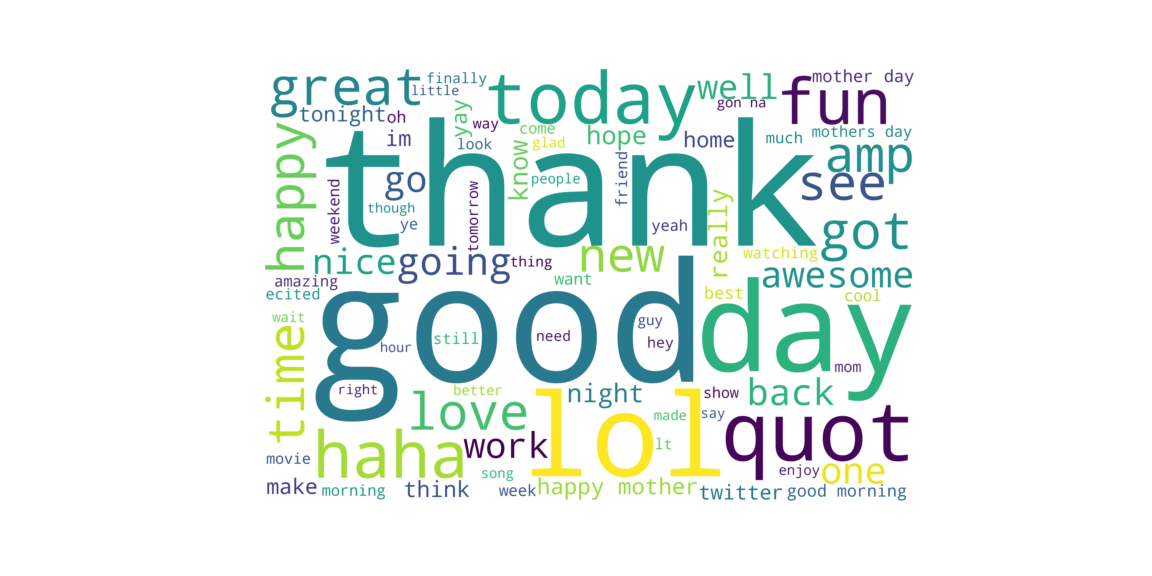 great
finally
little
today
well
gon na
fun
mother day
tonight
oh
im
yay
way
look
come
glad
hope
home
much
mothers day
amp
happy
thank
know
people
friend
see
go
though
ye
weekend
tomorrow
yeah
really
got
nice
going
thing
new
want
watching
awesome
amazing
ecited
best
cool
wait
time
good
day
hour
still
need
guy
hey
mom
right
better
night
show
back
love
lol
made
say
quot
haha
work
lt
movie
song
enjoy
one
make
morning
think
week
happy mother
twitter
good morning